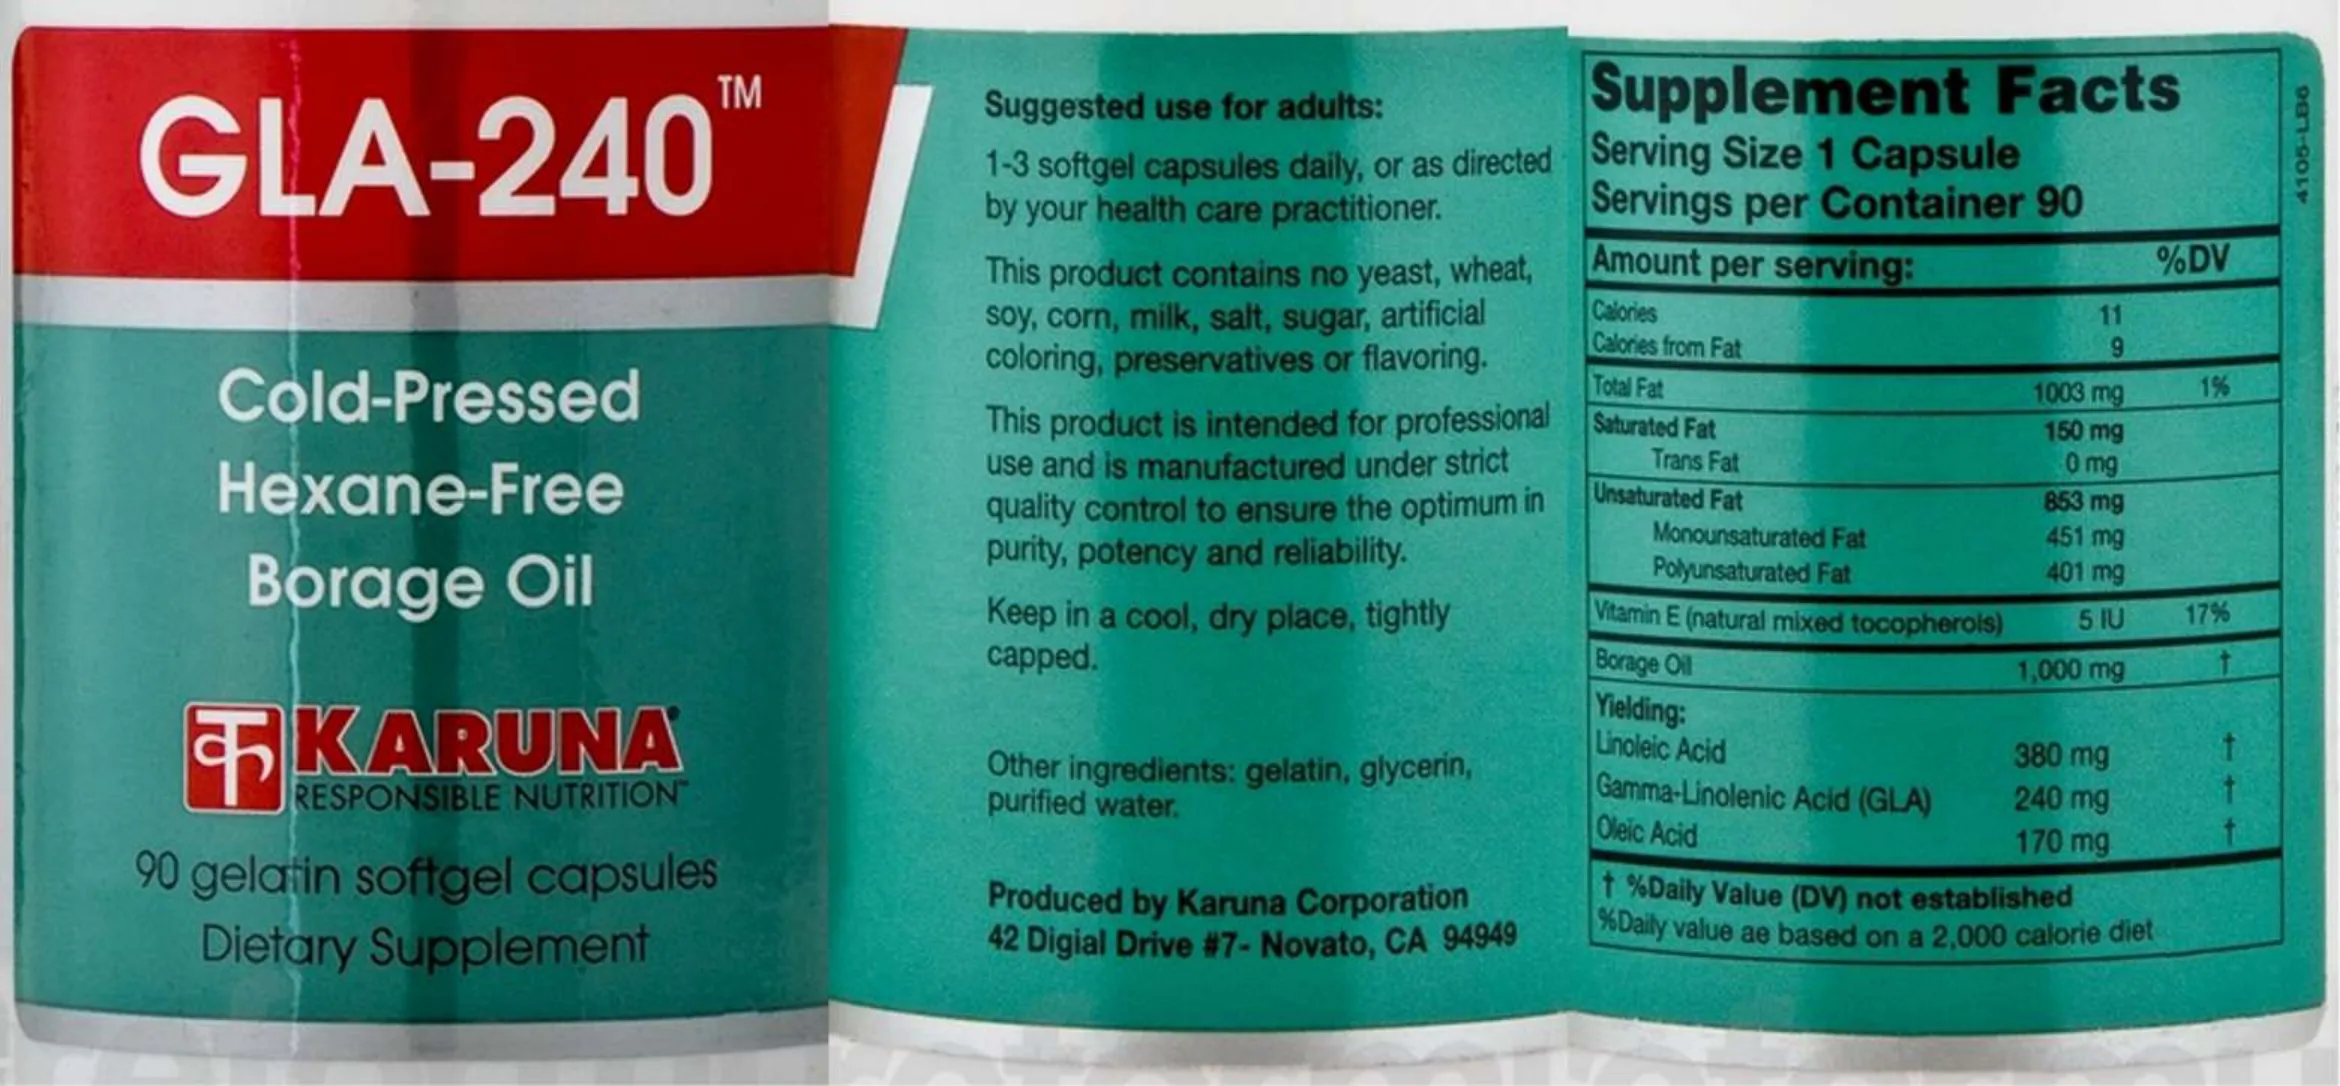 GLA-240™
Cold-Pressed
Hexane-Free
Borage Oil
क KARUNA®
RESPONSIBLE NUTRITION™
90 gelatin softgel capsules
Dietary Supplement
Suggested use for adults:
1-3 softgel capsules daily, or as directed
by your health care practitioner.
This product contains no yeast, wheat,
soy, corn, milk, salt, sugar, artificial
coloring, preservatives or flavoring.
This product is intended for professional
use and is manufactured under strict
quality control to ensure the optimum in
purity, potency and reliability.
Keep in a cool, dry place, tightly
capped.
Other ingredients: gelatin, glycerin,
purified water.
Produced by Karuna Corporation
42 Digial Drive #7- Novato, CA 94949
Supplement Facts
Serving Size 1 Capsule
Servings per Container 90
Amount per serving: %DV
Calories 11
Calories from Fat 9
Total Fat 1003 mg 1%
Saturated Fat 150 mg
Trans Fat 0 mg
Unsaturated Fat 853 mg
Monounsaturated Fat 451 mg
Polyunsaturated Fat 401 mg
Vitamin E (natural mixed tocopherols) 5 IU 17%
Borage Oil 1,000 mg †
Yielding:
Linoleic Acid 380 mg †
Gamma-Linolenic Acid (GLA) 240 mg †
Oleic Acid 170 mg †
† %Daily Value (DV) not established
%Daily value ae based on a 2,000 calorie diet
4105-LB6